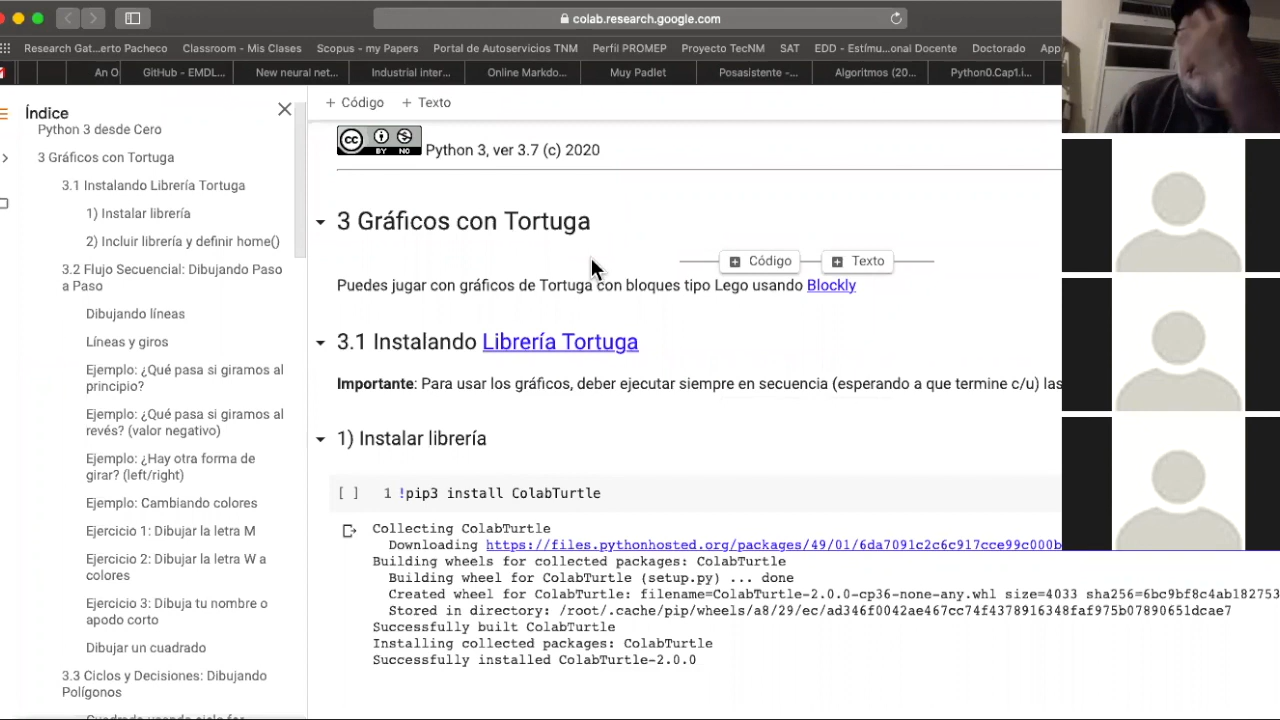 colab.research.google.com
Research Gat...erto Pacheco Classroom - Mis Clases Scopus - my Papers Portal de Autoservicios TNM Perfil PROMEP Proyecto TecNM SAT EDD - Estímu...onal Docente Doctorado App
An O GitHub - EMDL... New neural net... Industrial inter... Online Markdo... Muy Padlet Posasistente -... Algoritmos (20... Python0.Cap1.i...
Índice
Python 3 desde Cero
3 Gráficos con Tortuga
3.1 Instalando Librería Tortuga
1) Instalar librería
2) Incluir librería y definir home()
3.2 Flujo Secuencial: Dibujando Paso
a Paso
Dibujando líneas
Líneas y giros
Ejemplo: ¿Qué pasa si giramos al
principio?
Ejemplo: ¿Qué pasa si giramos al
revés? (valor negativo)
Ejemplo: ¿Hay otra forma de
girar? (left/right)
Ejemplo: Cambiando colores
Ejercicio 1: Dibujar la letra M
Ejercicio 2: Dibujar la letra W a
colores
Ejercicio 3: Dibuja tu nombre o
apodo corto
Dibujar un cuadrado
3.3 Ciclos y Decisiones: Dibujando
Polígonos
Cuadrado usando ciclo for
+ Código + Texto
CC BY NC Python 3, ver 3.7 (c) 2020
3 Gráficos con Tortuga
Código Texto
Puedes jugar con gráficos de Tortuga con bloques tipo Lego usando Blockly
3.1 Instalando Librería Tortuga
Importante: Para usar los gráficos, deber ejecutar siempre en secuencia (esperando a que termine c/u) las
1) Instalar librería
[ ] 1 !pip3 install ColabTurtle
Collecting ColabTurtle
Downloading https://files.pythonhosted.org/packages/49/01/6da7091c2c6c917cce99c000b
Building wheels for collected packages: ColabTurtle
Building wheel for ColabTurtle (setup.py) ... done
Created wheel for ColabTurtle: filename=ColabTurtle-2.0.0-cp36-none-any.whl size=4033 sha256=6bc9bf8c4ab182753
Stored in directory: /root/.cache/pip/wheels/a8/29/ec/ad346f0042ae467cc74f4378916348faf975b07890651dcae7
Successfully built ColabTurtle
Installing collected packages: ColabTurtle
Successfully installed ColabTurtle-2.0.0